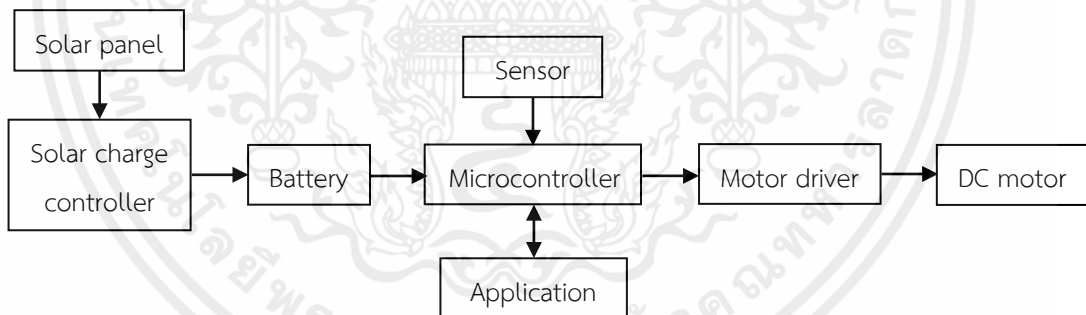 Solar panel
Sensor
Solar charge
controller
Battery
Microcontroller
Motor driver
DC motor
Application